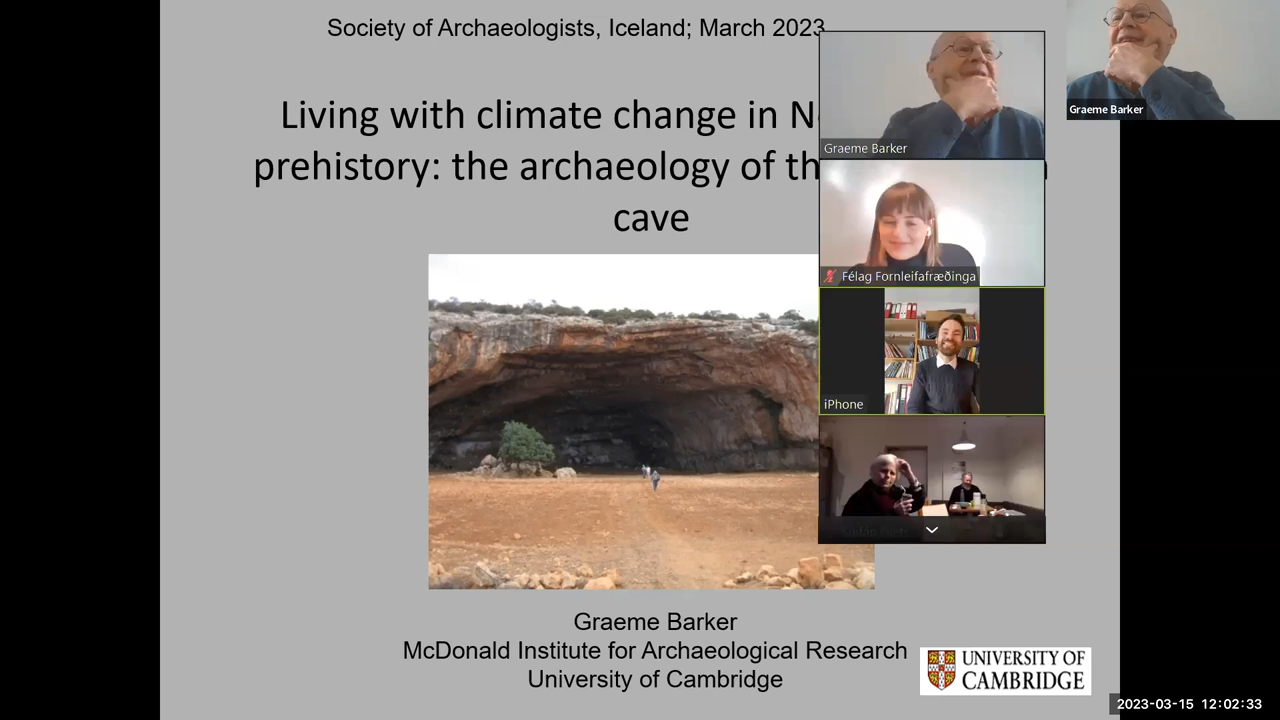 Society of Archaeologists, Iceland; March 2023
Living with climate change in N
prehistory: the archaeology of th
cave
Graeme Barker
McDonald Institute for Archaeological Research
University of Cambridge
UNIVERSITY OF
CAMBRIDGE
Graeme Barker
Félag Fornleifafræðinga
iPhone
Graeme Barker
2023-03-15 12:02:33